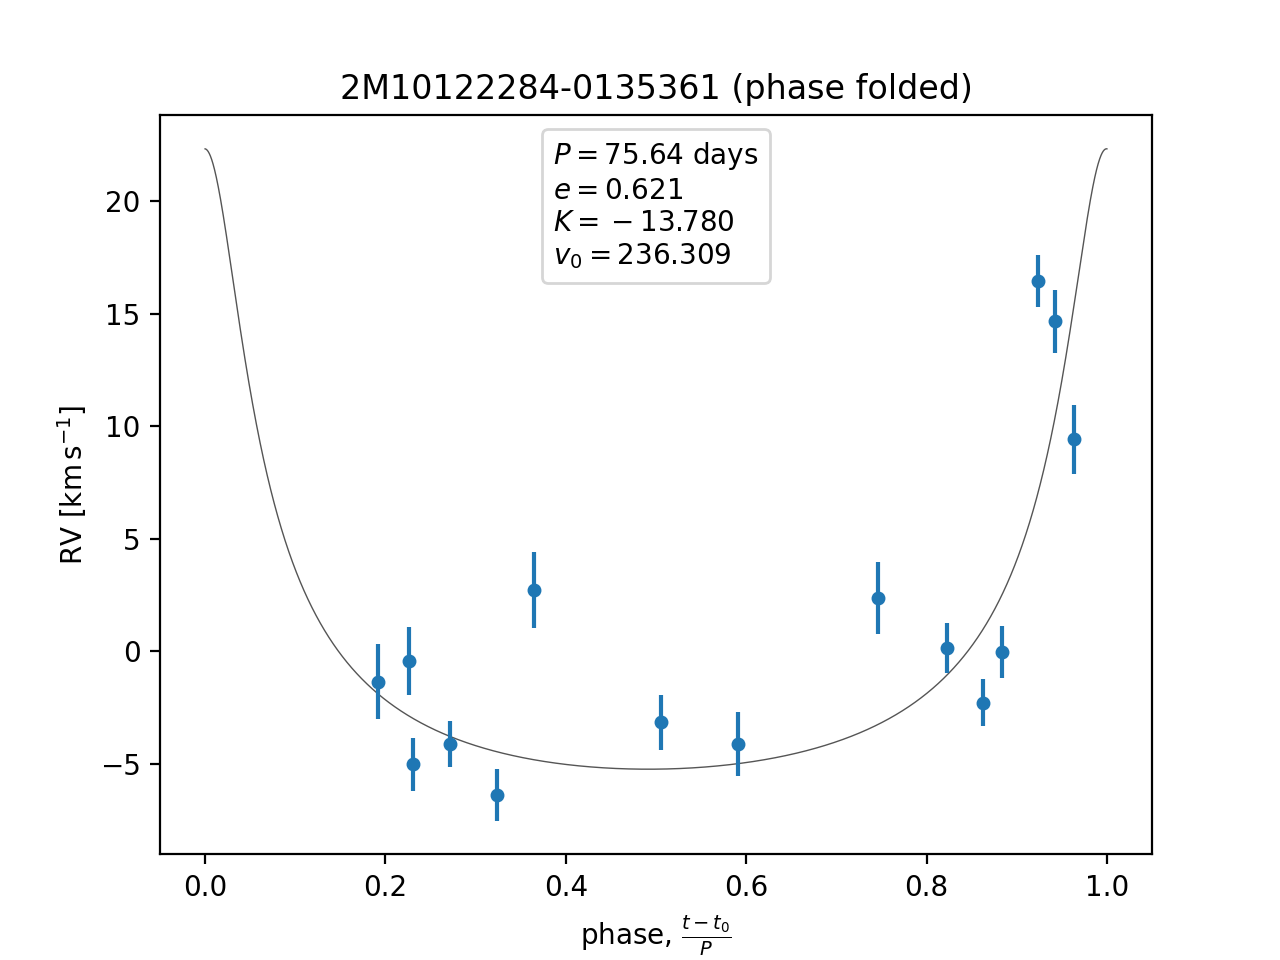 2M10122284-0135361 (phase folded)
P = 75.64 days
e = 0.621
K = −13.780
v₀ = 236.309
RV [km s⁻¹]
20
15
10
5
0
−5
0.0 0.2 0.4 0.6 0.8 1.0
phase, (t − t₀)/P